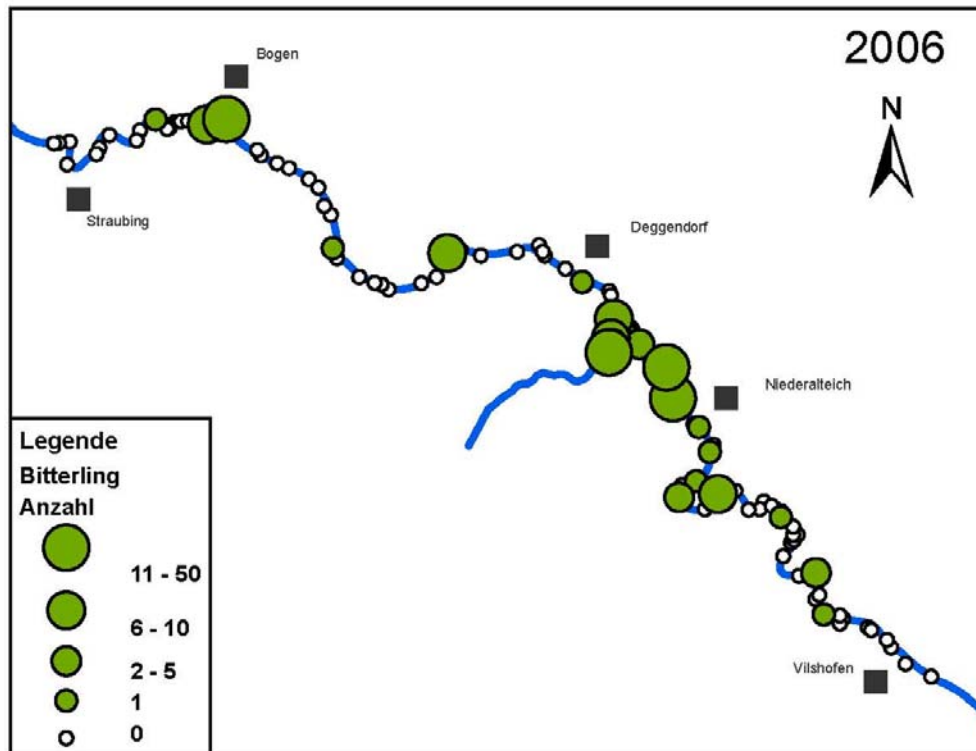 2006
Bogen
N
Straubing
Deggendorf
Niederalteich
Legende
Bitterling
Anzahl
11 - 50
6 - 10
2 - 5
1
0
Vilshofen